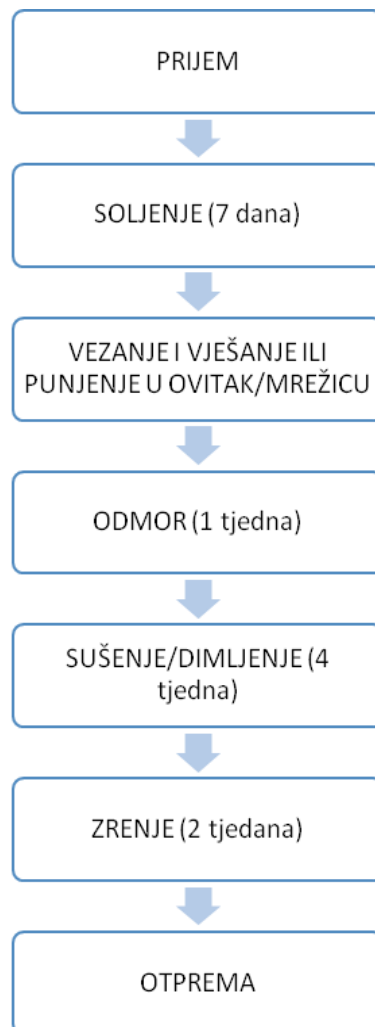 PRIJEM
SOLJENJE (7 dana)
VEZANJE I VJEŠANJE ILI
PUNJENJE U OVITAK/MREŽICU
ODMOR (1 tjedna)
SUŠENJE/DIMLJENJE (4
tjedna)
ZRENJE (2 tjedana)
OTPREMA